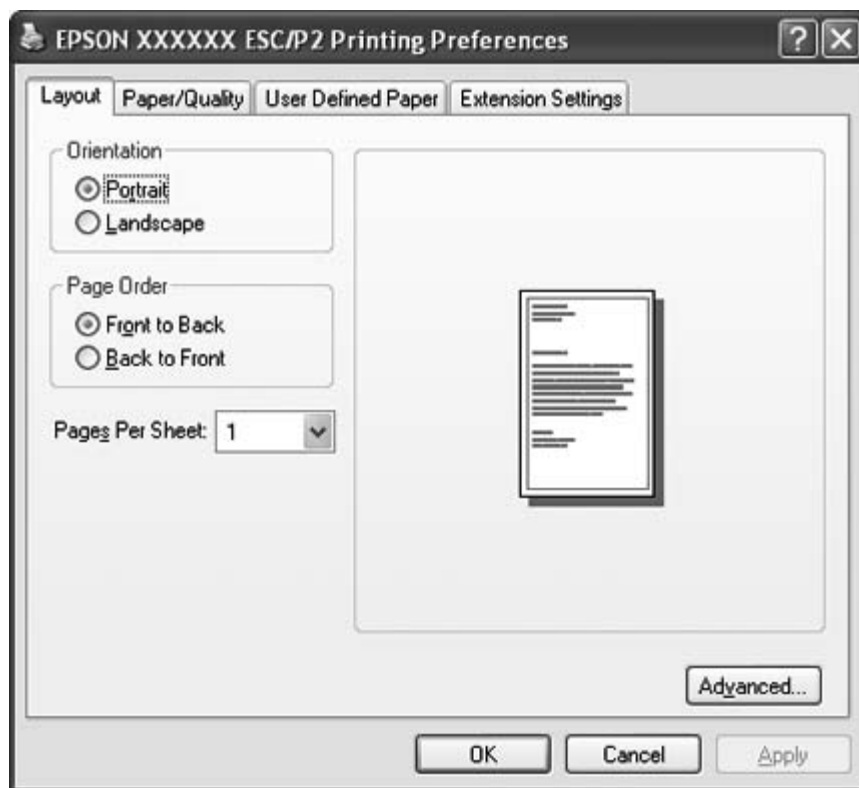 EPSON XXXXXX ESC/P2 Printing Preferences
Layout Paper/Quality User Defined Paper Extension Settings
Orientation
Portrait
Landscape
Page Order
Front to Back
Back to Front
Pages Per Sheet: 1
Advanced...
OK Cancel Apply